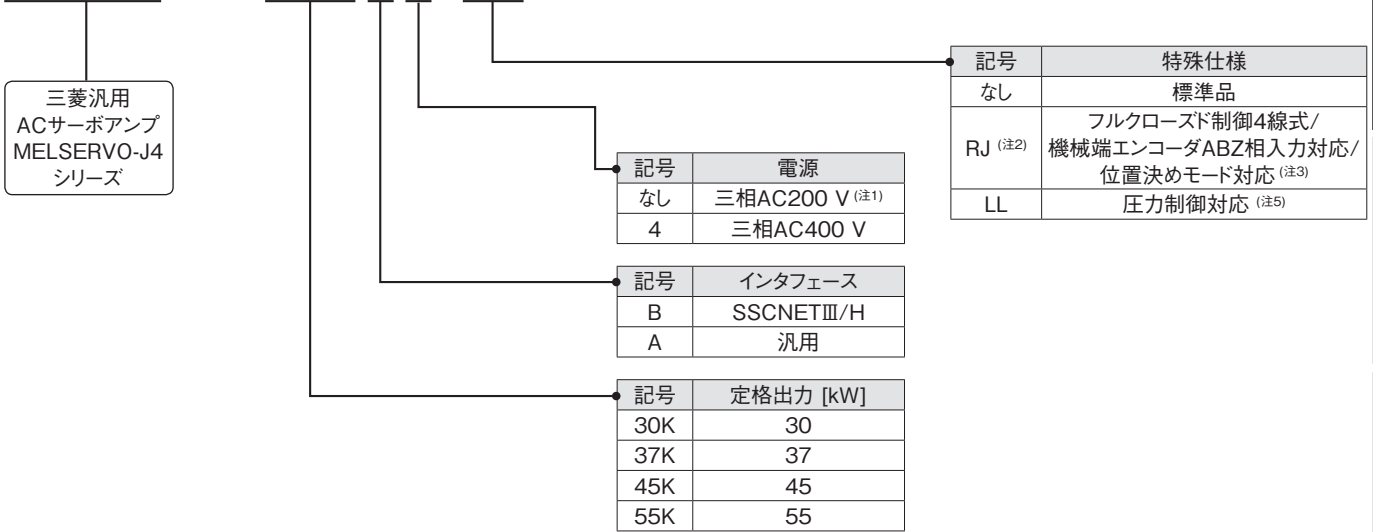 三菱汎用
ACサーボアンプ
MELSERVO-J4
シリーズ
記号 特殊仕様
なし 標準品
RJ (注2) フルクローズド制御4線式/
機械端エンコーダABZ相入力対応/
位置決めモード対応 (注3)
LL 圧力制御対応 (注5)
記号 電源
なし 三相AC200 V (注1)
4 三相AC400 V
記号 インタフェース
B SSCNETⅢ/H
A 汎用
記号 定格出力 [kW]
30K 30
37K 37
45K 45
55K 55